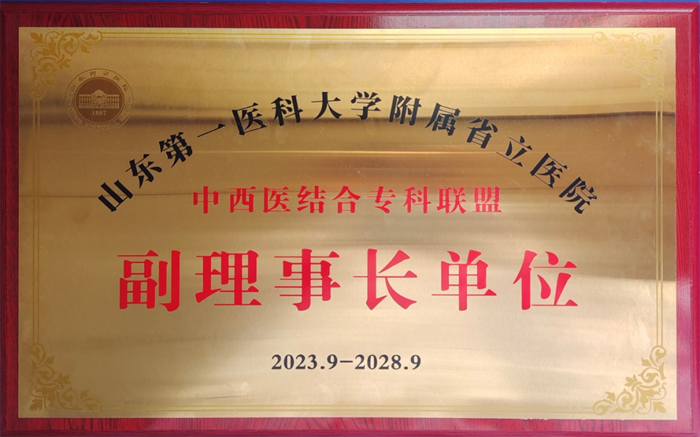 山东第一医科大学附属省立医院
中西医结合专科联盟
副理事长单位
2023.9-2028.9
1897